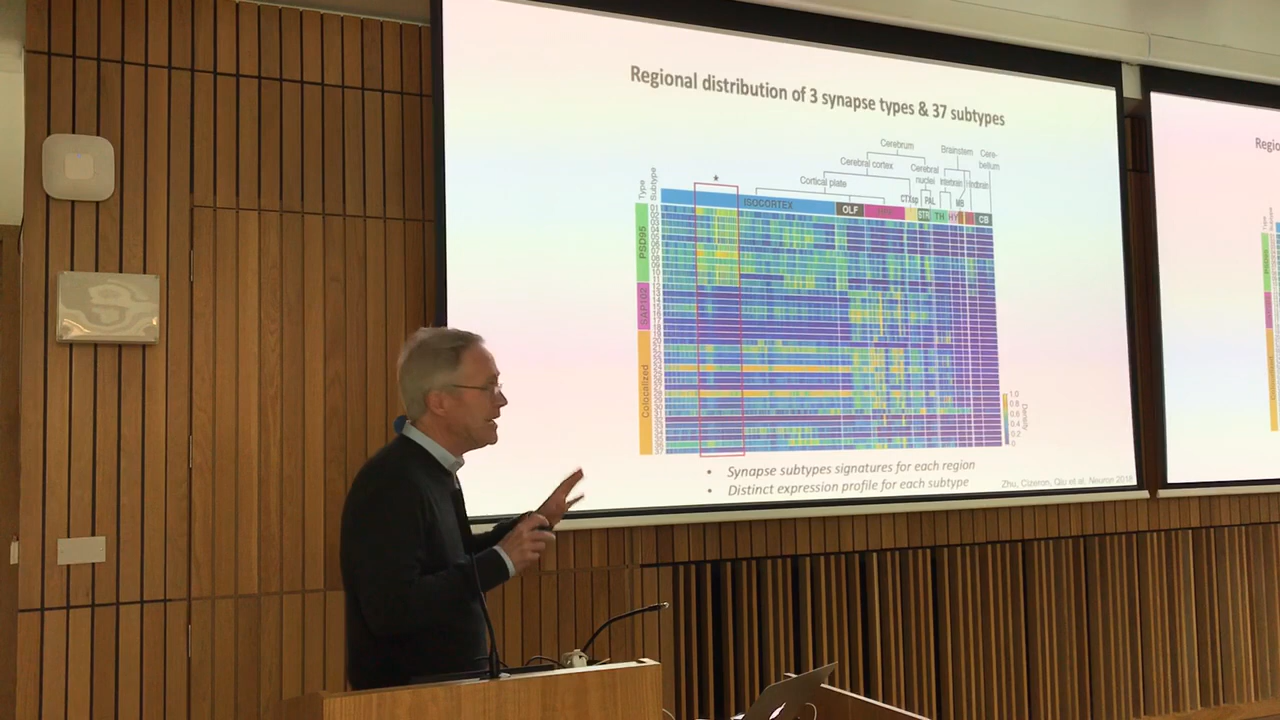 Regional distribution of 3 synapse types & 37 subtypes
Regio
Cerebrum
Brainstem
Cere-
bellum
Cerebral cortex
Cerebral
nuclei
Interbrain
Hindbrain
Cortical plate
CTXsp
PAL
MB
Type
Subtype
*
ISOCORTEX
OLF
STR
TH
HY
CB
PSD95
SAP102
Colocalized
1.0
0.8
0.6
0.4
0.2
0
Density
• Synapse subtypes signatures for each region
• Distinct expression profile for each subtype
Zhu, Cizeron, Qiu et al. Neuron 2018